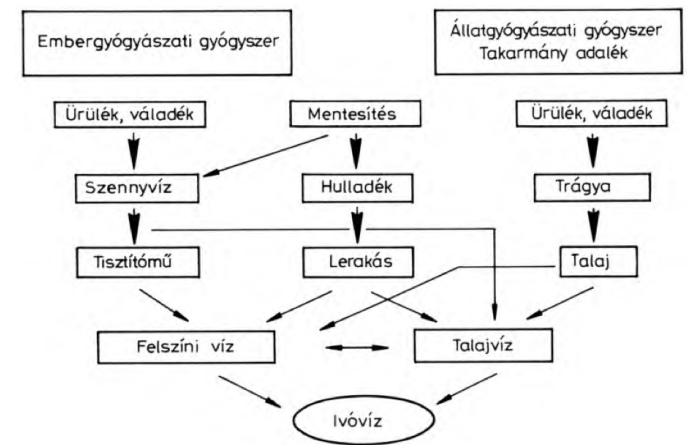 Embergyógyászati gyógyszer
Állatgyógyászati gyógyszer
Takarmány adalék
Ürülék, váladék
Mentesítés
Ürülék, váladék
Szennyvíz
Hulladék
Trágya
Tisztítómű
Lerakás
Talaj
Felszíni víz
Talajvíz
Ivóvíz